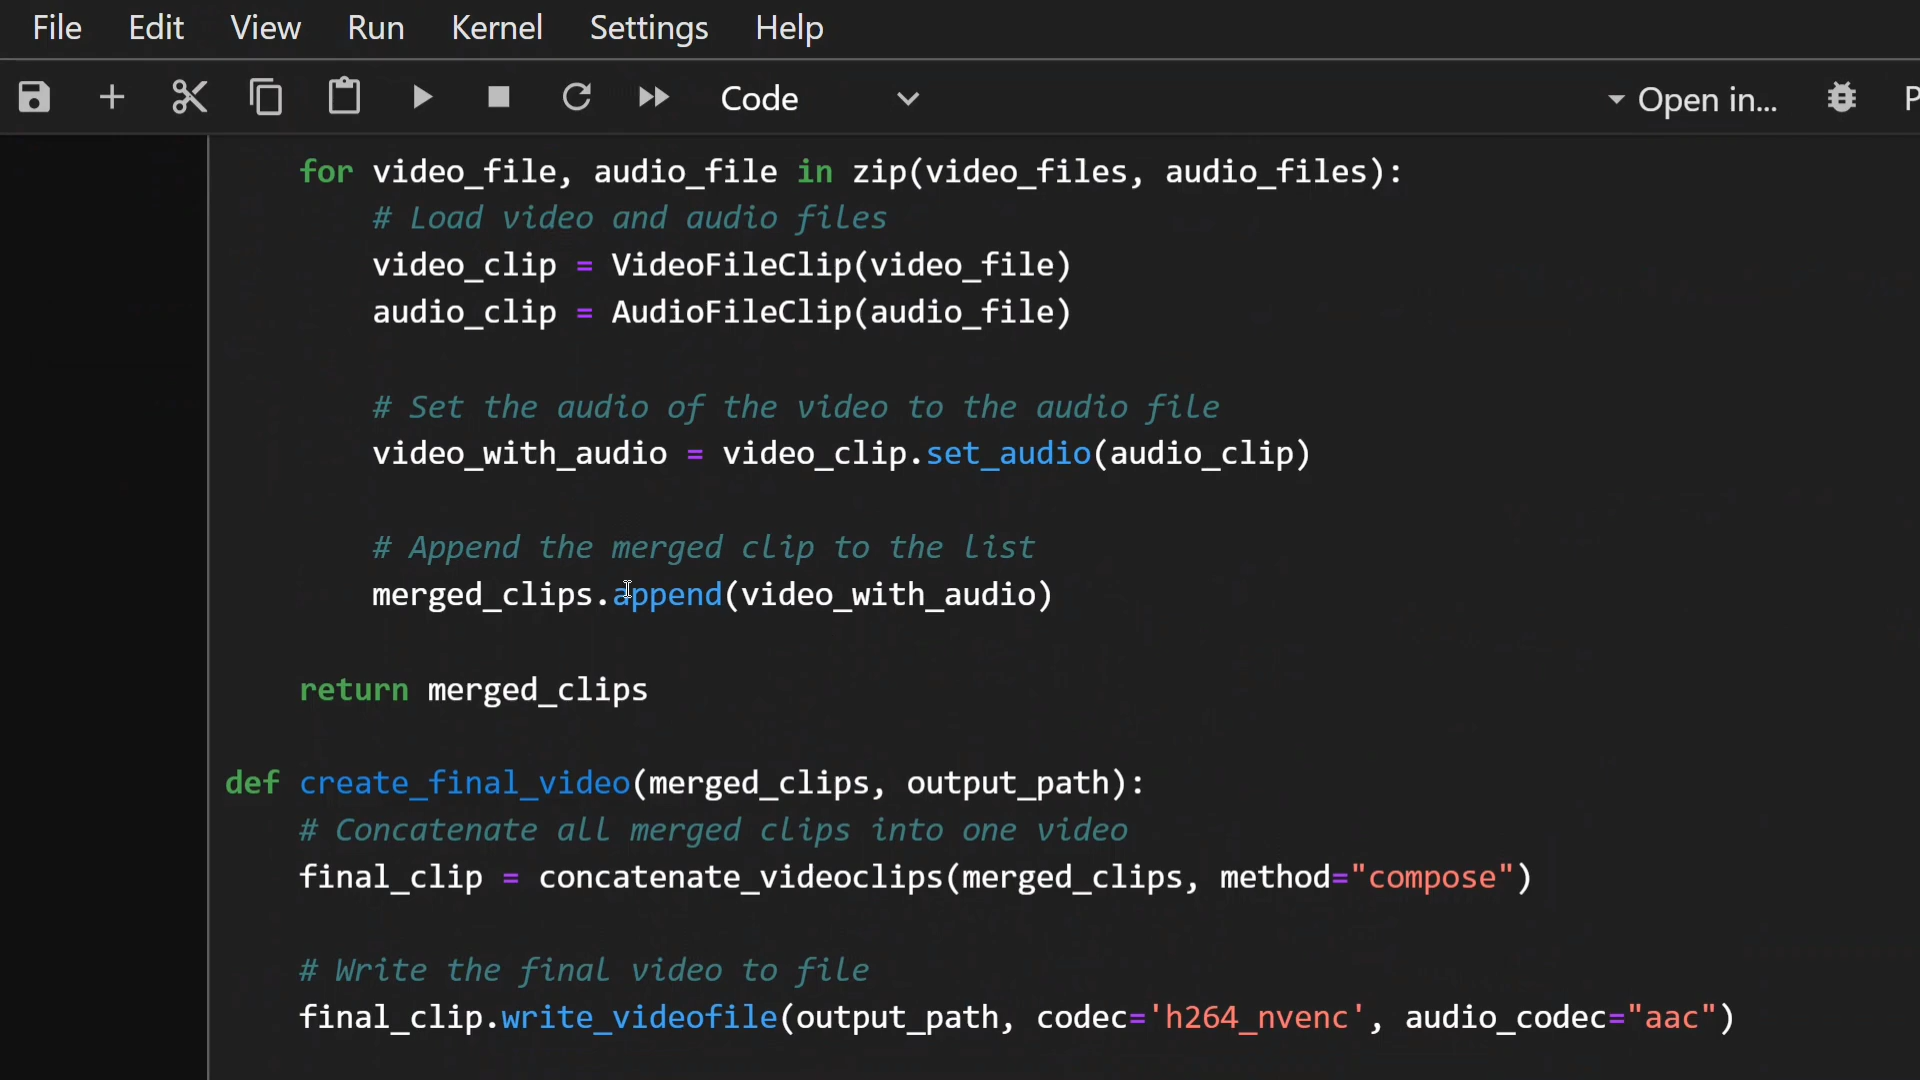 File Edit View Run Kernel Settings Help
Code Open in...
for video_file, audio_file in zip(video_files, audio_files):
# Load video and audio files
video_clip = VideoFileClip(video_file)
audio_clip = AudioFileClip(audio_file)
# Set the audio of the video to the audio file
video_with_audio = video_clip.set_audio(audio_clip)
# Append the merged clip to the list
merged_clips.append(video_with_audio)
return merged_clips
def create_final_video(merged_clips, output_path):
# Concatenate all merged clips into one video
final_clip = concatenate_videoclips(merged_clips, method="compose")
# Write the final video to file
final_clip.write_videofile(output_path, codec='h264_nvenc', audio_codec="aac")